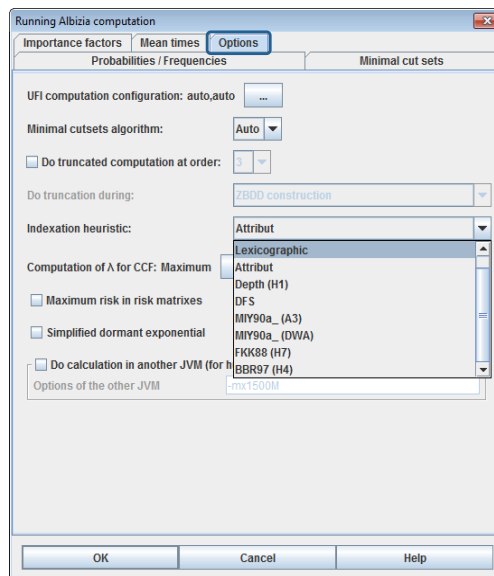 Running Albizia computation
Importance factors Mean times Options
Probabilities / Frequencies Minimal cut sets
UFI computation configuration: auto,auto ...
Minimal cutsets algorithm: Auto
Do truncated computation at order: 3
Do truncation during: ZBDD construction
Indexation heuristic: Attribut
Lexicographic
Attribut
Computation of Λ for CCF: Maximum
Depth (H1)
DFS
Maximum risk in risk matrixes
MIY90a_ (A3)
MIY90a_ (DWA)
Simplified dormant exponential
FKK88 (H7)
Do calculation in another JVM (for h
BBR97 (H4)
Options of the other JVM -mx1500M
OK Cancel Help